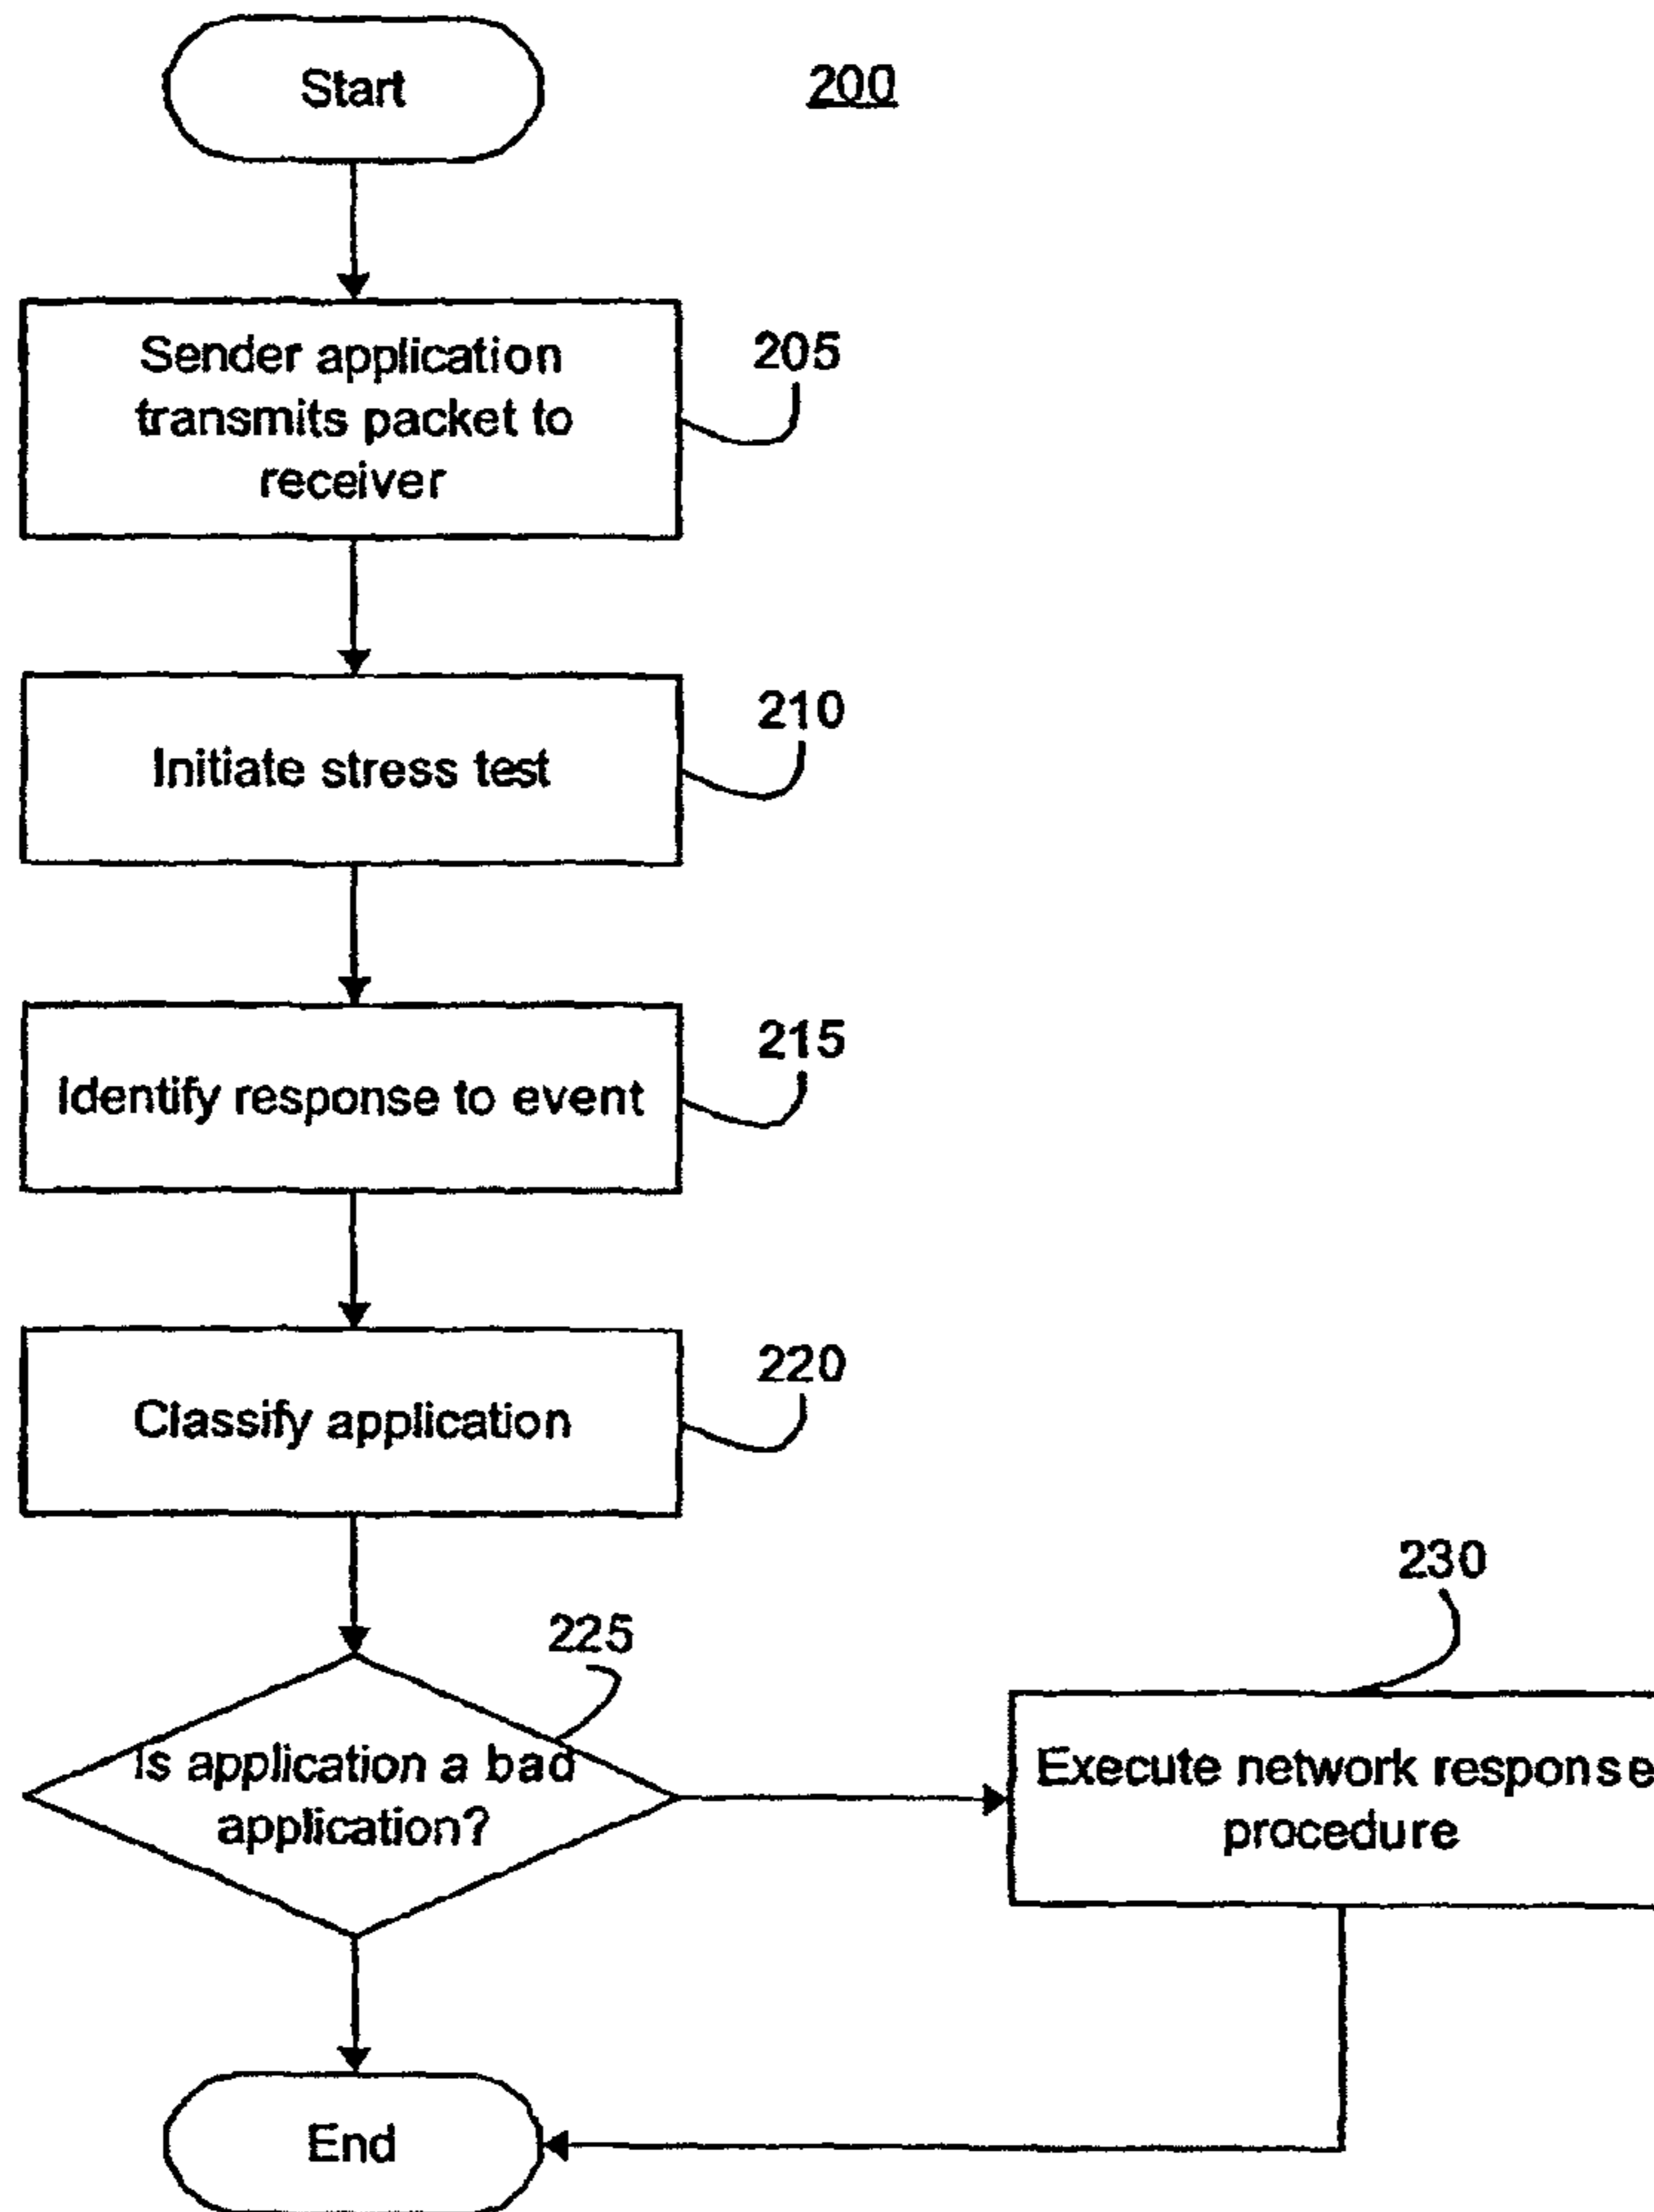 Start
200
Sender application
transmits packet to
receiver
205
Initiate stress test
210
Identify response to event
215
Classify application
220
225
Is application a bad
application?
230
Execute network response
procedure
End